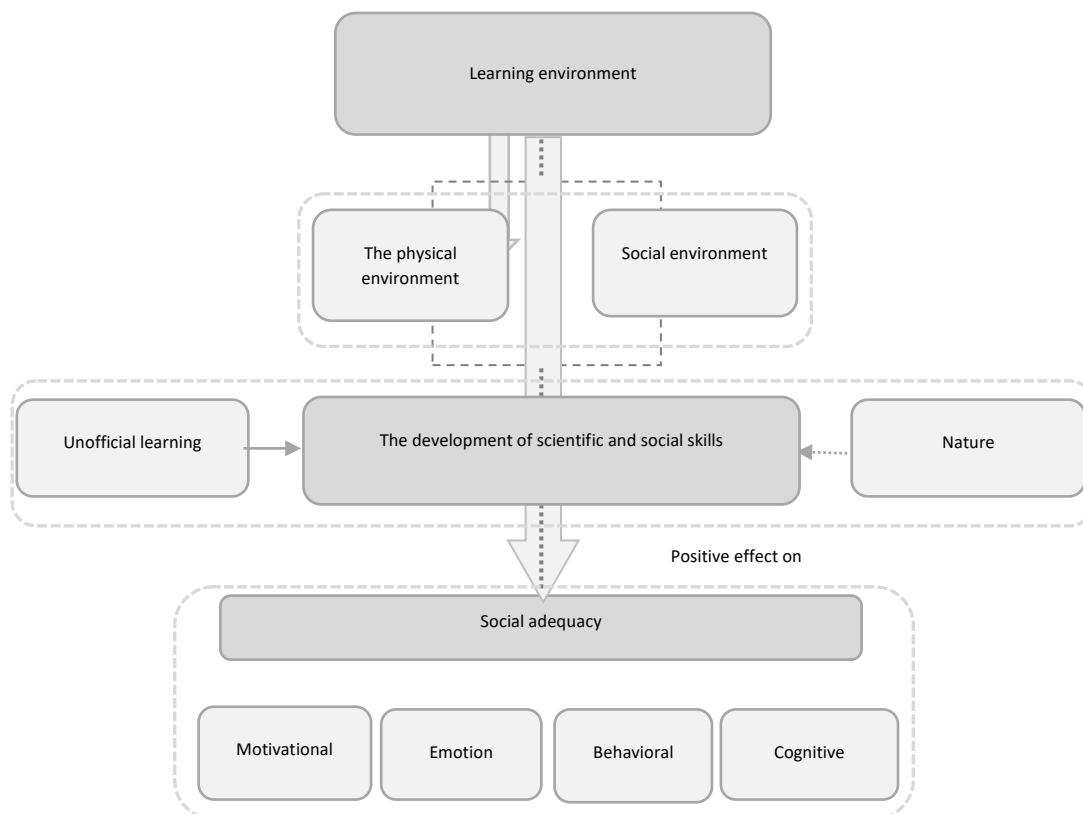 Learning environment
The physical
environment
Social environment
Unofficial learning
The development of scientific and social skills
Nature
Positive effect on
Social adequacy
Motivational
Emotion
Behavioral
Cognitive